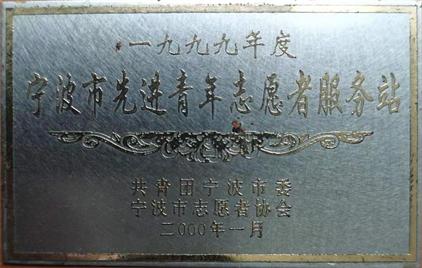 一九九九年度
宁波市先进青年志愿者服务站
共青团宁波市委
宁波市志愿者协会
二000年一月